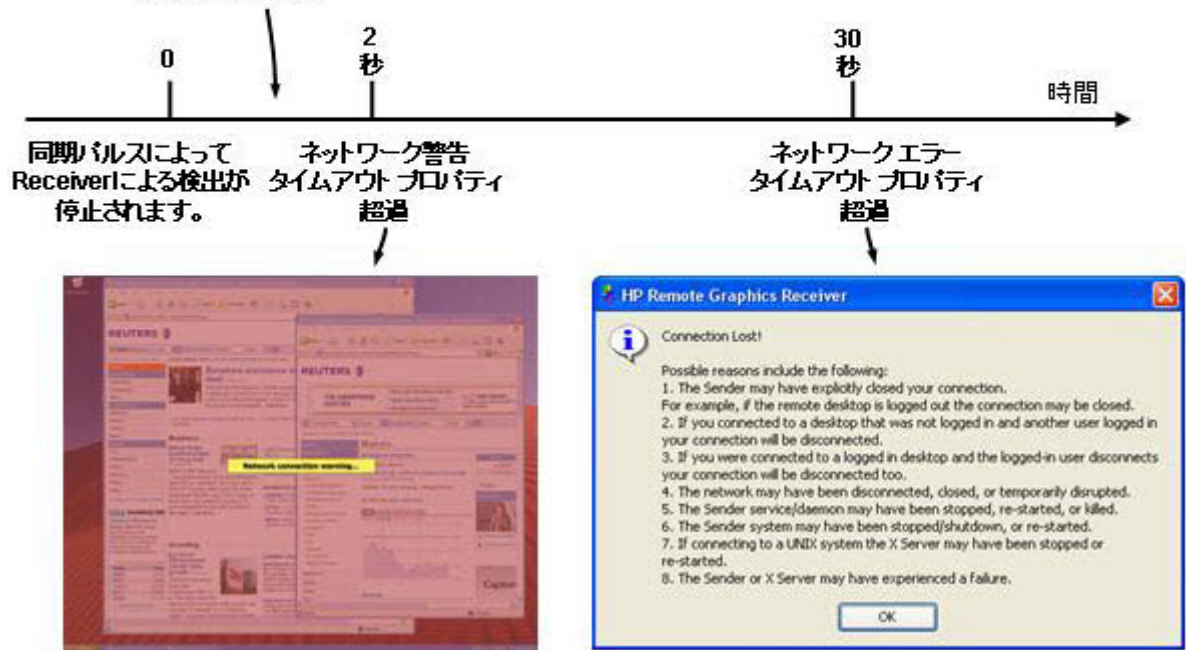 0
2
秒
30
秒
時間
同期パルスによって
Receiverによる検出が
停止されます。
ネットワーク警告
タイムアウト プロパティ
超過
ネットワーク エラー
タイムアウト プロパティ
超過
REUTERS
REUTERS
Network connection warning...
HP Remote Graphics Receiver
Connection Lost!
Possible reasons include the following:
1. The Sender may have explicitly closed your connection.
For example, if the remote desktop is logged out the connection may be closed.
2. If you connected to a desktop that was not logged in and another user logged in
your connection will be disconnected.
3. If you were connected to a logged in desktop and the logged-in user disconnects
your connection will be disconnected too.
4. The network may have been disconnected, closed, or temporarily disrupted.
5. The Sender service/daemon may have been stopped, re-started, or killed.
6. The Sender system may have been stopped/shutdown, or re-started.
7. If connecting to a UNIX system the X Server may have been stopped or
re-started.
8. The Sender or X Server may have experienced a failure.
OK